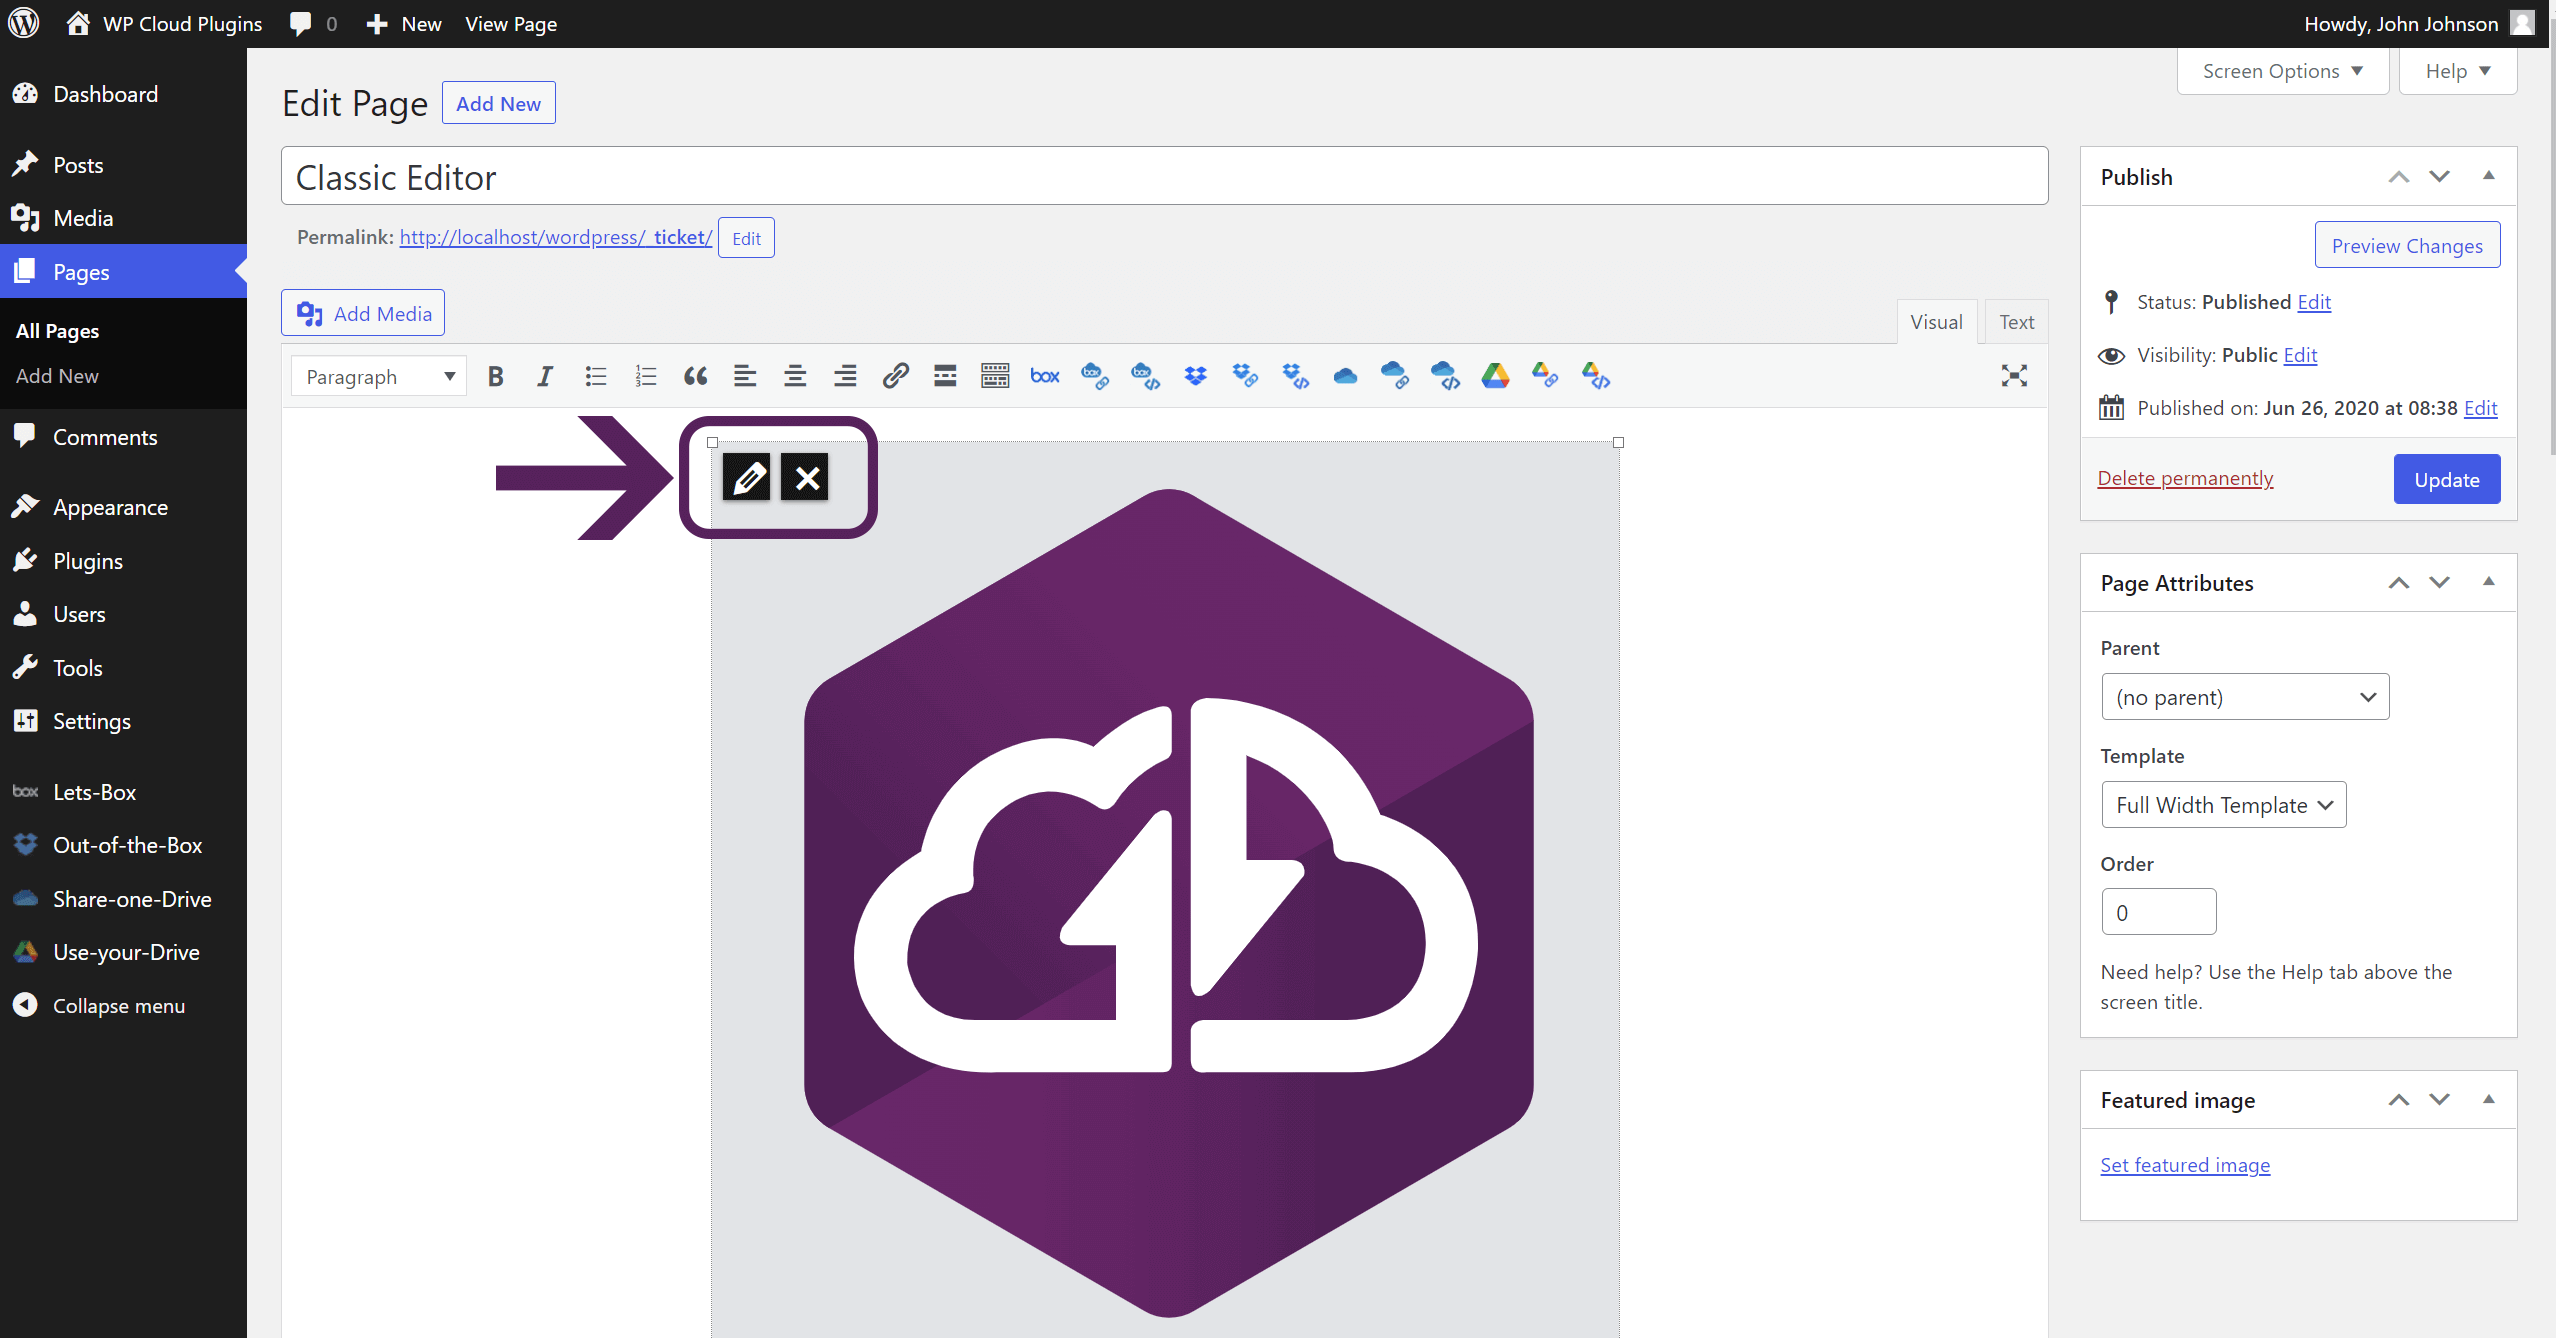 WP Cloud Plugins 0 New View Page Howdy, John Johnson
Dashboard
Posts
Media
Pages
All Pages
Add New
Comments
Appearance
Plugins
Users
Tools
Settings
box Lets-Box
Out-of-the-Box
Share-one-Drive
Use-your-Drive
Collapse menu
Screen Options Help
Edit Page Add New
Classic Editor
Permalink: http://localhost/wordpress/_ticket/ Edit
Add Media
Visual Text
Paragraph B I box
Publish
Preview Changes
Status: Published Edit
Visibility: Public Edit
Published on: Jun 26, 2020 at 08:38 Edit
Delete permanently Update
Page Attributes
Parent
(no parent)
Template
Full Width Template
Order
0
Need help? Use the Help tab above the
screen title.
Featured image
Set featured image